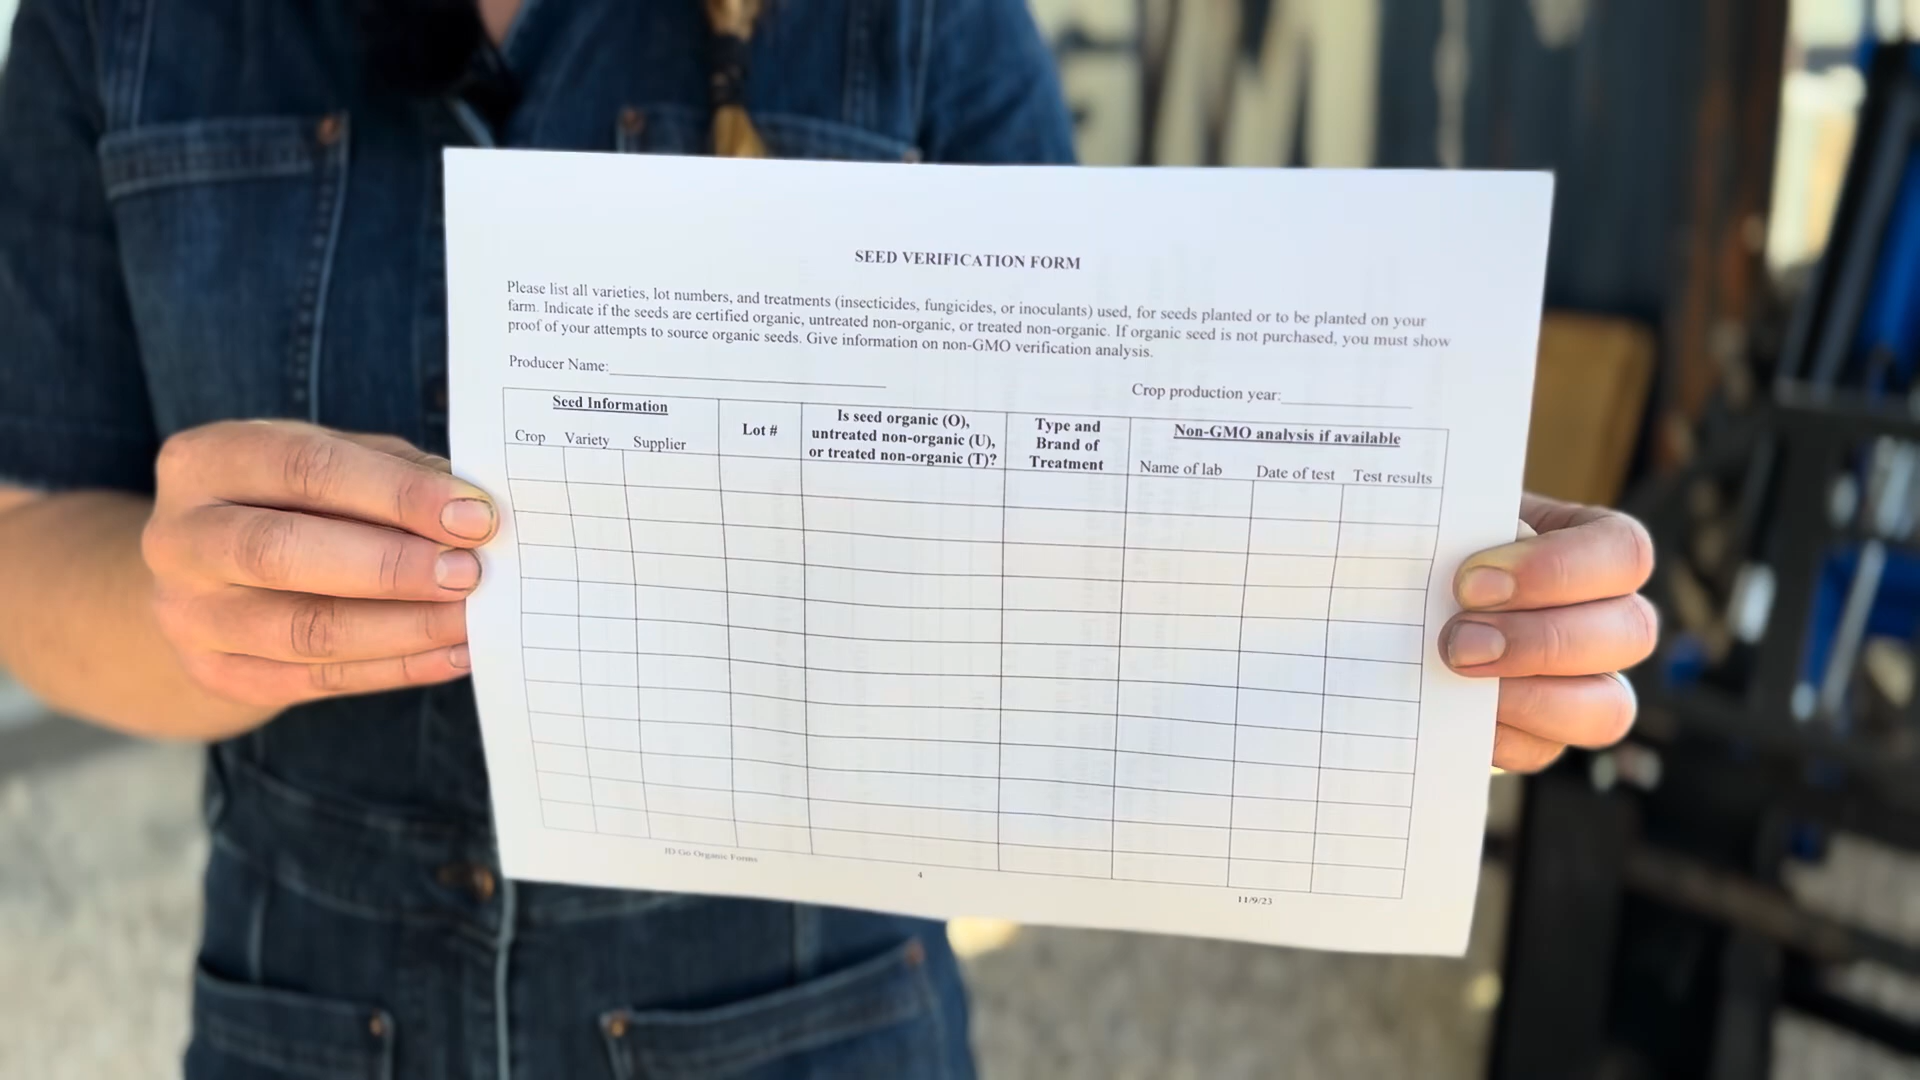 SEED VERIFICATION FORM
Please list all varieties, lot numbers, and treatments (insecticides, fungicides, or inoculants) used, for seeds planted or to be planted on your
farm. Indicate if the seeds are certified organic, untreated non-organic, or treated non-organic. If organic seed is not purchased, you must show
proof of your attempts to source organic seeds. Give information on non-GMO verification analysis.
Producer Name:
Crop production year:
Seed Information
Crop Variety Supplier
Lot #
Is seed organic (O),
untreated non-organic (U),
or treated non-organic (T)?
Type and
Brand of
Treatment
Non-GMO analysis if available
Name of lab Date of test Test results
ID Go Organic Forms
4
11/9/23